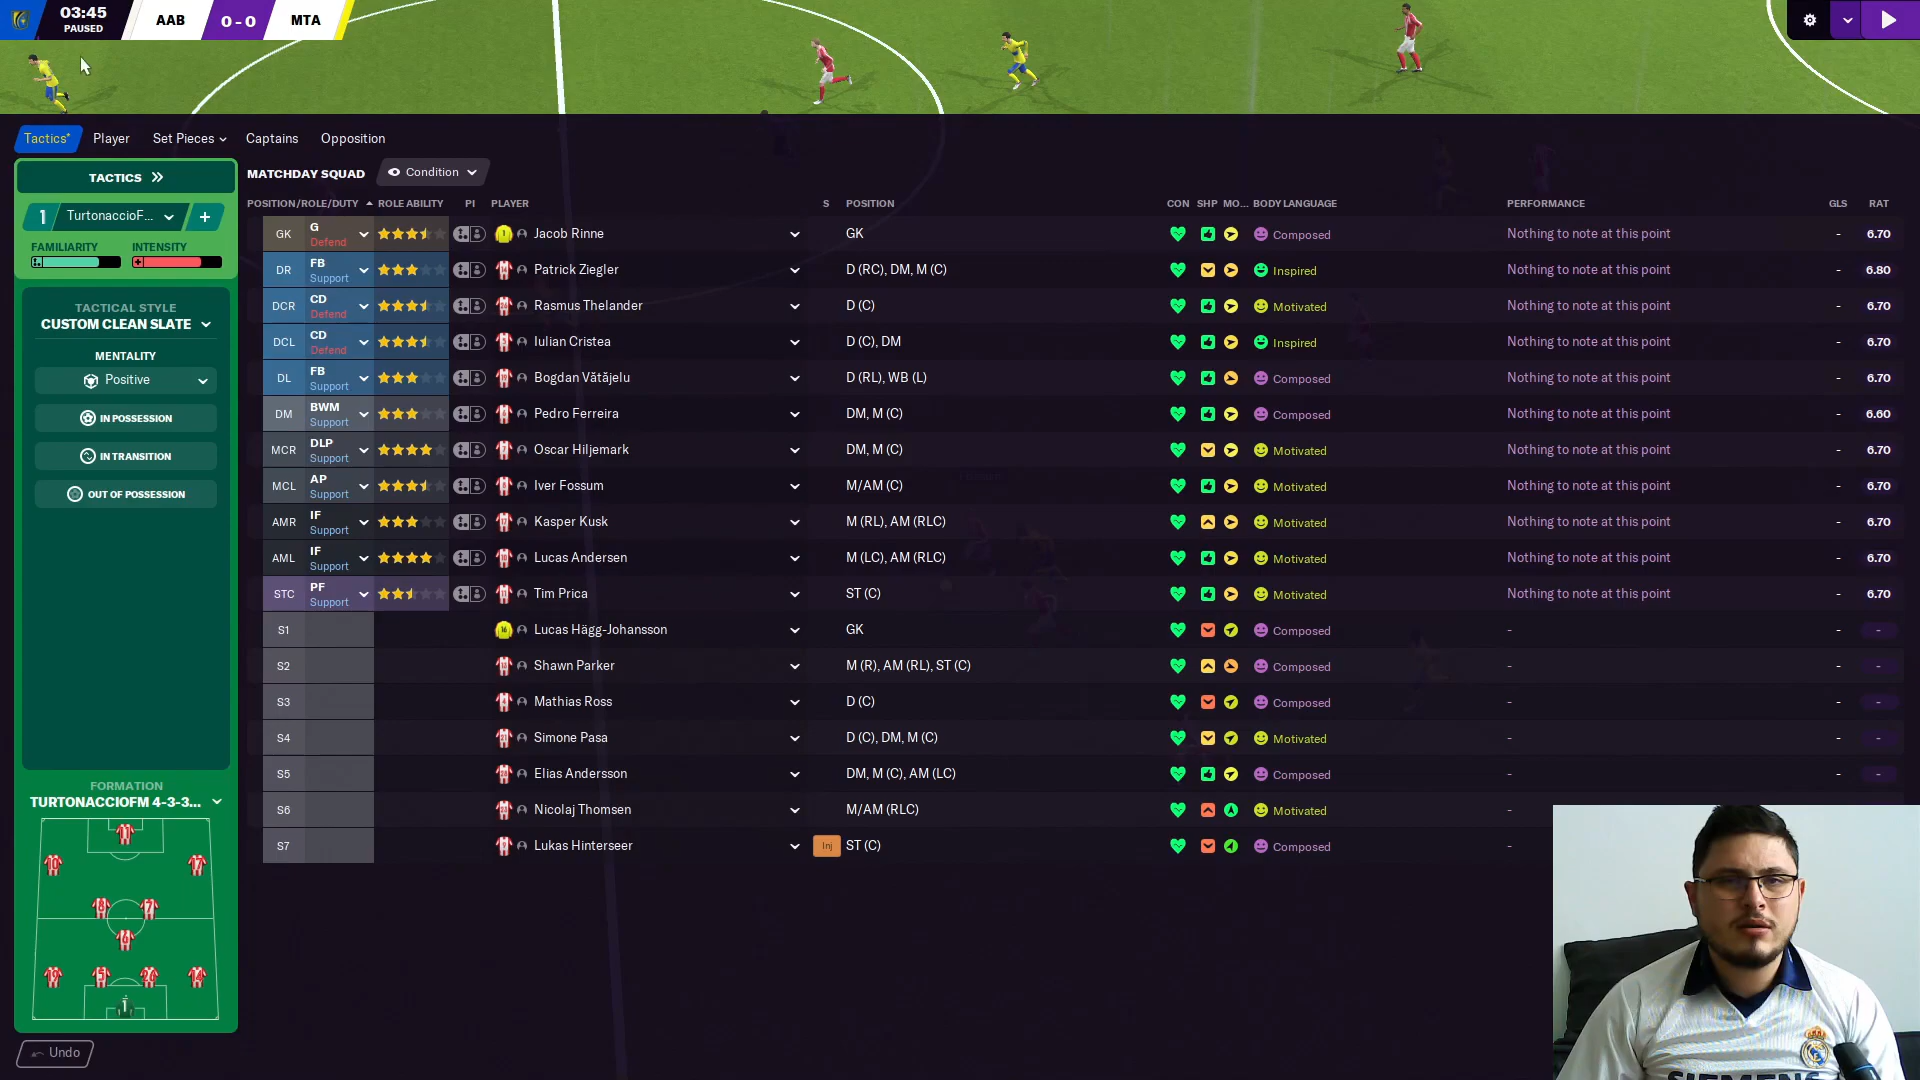 03:45
PAUSED
AAB
0 - 0
MTA
Tactics*
Player
Set Pieces
Captains
Opposition
TACTICS
1 TurtonaccioF...
FAMILIARITY
INTENSITY
TACTICAL STYLE
CUSTOM CLEAN SLATE
MENTALITY
Positive
IN POSSESSION
IN TRANSITION
OUT OF POSSESSION
FORMATION
TURTONACCIOFM 4-3-3...
Undo
MATCHDAY SQUAD
Condition
POSITION/ROLE/DUTY ROLE ABILITY PI PLAYER S POSITION CON SHP MO... BODY LANGUAGE PERFORMANCE GLS RAT
GK G Defend Jacob Rinne GK Composed Nothing to note at this point - 6.70
DR FB Support Patrick Ziegler D (RC), DM, M (C) Inspired Nothing to note at this point - 6.80
DCR CD Defend Rasmus Thelander D (C) Motivated Nothing to note at this point - 6.70
DCL CD Defend Iulian Cristea D (C), DM Inspired Nothing to note at this point - 6.70
DL FB Support Bogdan Vătăjelu D (RL), WB (L) Composed Nothing to note at this point - 6.70
DM BWM Support Pedro Ferreira DM, M (C) Composed Nothing to note at this point - 6.60
MCR DLP Support Oscar Hiljemark DM, M (C) Motivated Nothing to note at this point - 6.70
MCL AP Support Iver Fossum M/AM (C) Motivated Nothing to note at this point - 6.70
AMR IF Support Kasper Kusk M (RL), AM (RLC) Motivated Nothing to note at this point - 6.70
AML IF Support Lucas Andersen M (LC), AM (RLC) Motivated Nothing to note at this point - 6.70
STC PF Support Tim Prica ST (C) Motivated Nothing to note at this point - 6.70
S1 Lucas Hägg-Johansson GK Composed - - -
S2 Shawn Parker M (R), AM (RL), ST (C) Composed - - -
S3 Mathias Ross D (C) Composed - - -
S4 Simone Pasa D (C), DM, M (C) Motivated - - -
S5 Elias Andersson DM, M (C), AM (LC) Composed - - -
S6 Nicolaj Thomsen M/AM (RLC) Motivated -
S7 Lukas Hinterseer Inj ST (C) Composed -
SIEMENS